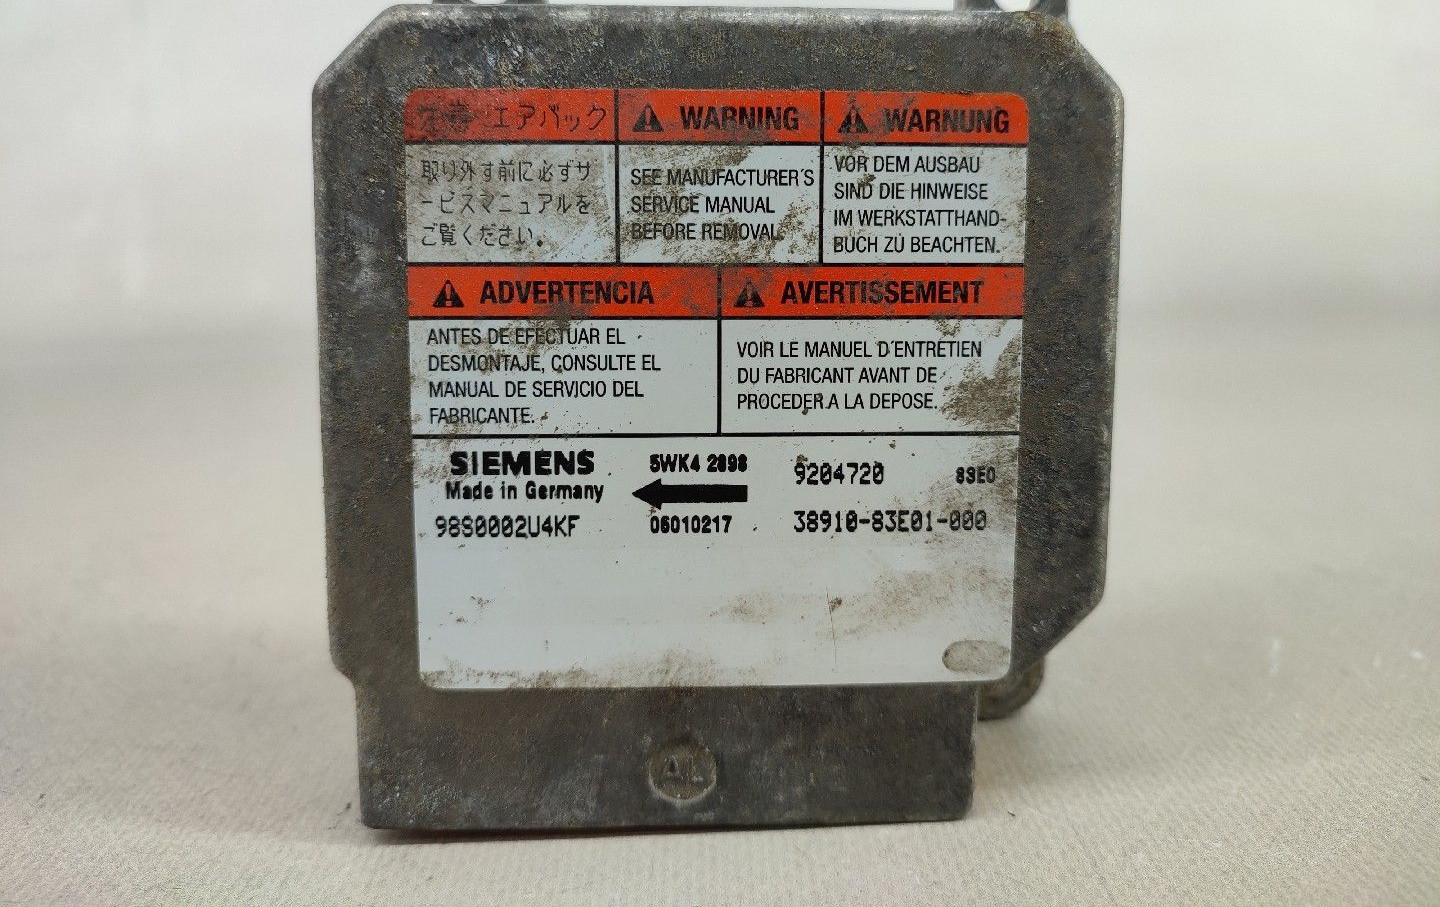 エアバック
取り外す前に必ずサ
ービスマニュアルを
ご覧ください。
WARNING
SEE MANUFACTURER'S
SERVICE MANUAL
BEFORE REMOVAL.
WARNUNG
VOR DEM AUSBAU
SIND DIE HINWEISE
IM WERKSTATTHAND-
BUCH ZU BEACHTEN.
ADVERTENCIA
ANTES DE EFECTUAR EL
DESMONTAJE, CONSULTE EL
MANUAL DE SERVICIO DEL
FABRICANTE.
AVERTISSEMENT
VOIR LE MANUEL D'ENTRETIEN
DU FABRICANT AVANT DE
PROCEDER A LA DEPOSE.
SIEMENS
Made in Germany
98S0002U4KF
5WK4 2898
06010217
9204720 83E0
38910-83E01-000
AL